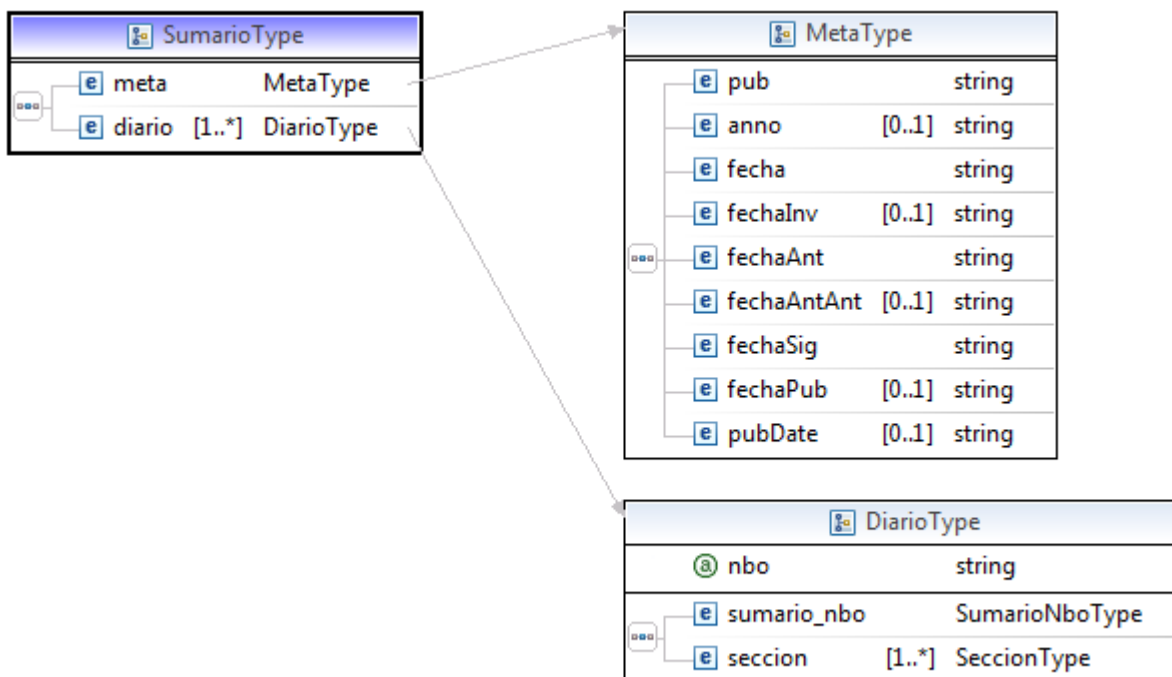 SumarioType
meta MetaType
diario [1..*] DiarioType
MetaType
e pub string
e anno [0..1] string
e fecha string
e fechaInv [0..1] string
e fechaAnt string
e fechaAntAnt [0..1] string
e fechaSig string
e fechaPub [0..1] string
e pubDate [0..1] string
DiarioType
a nbo string
e sumario_nbo SumarioNboType
e seccion [1..*] SeccionType